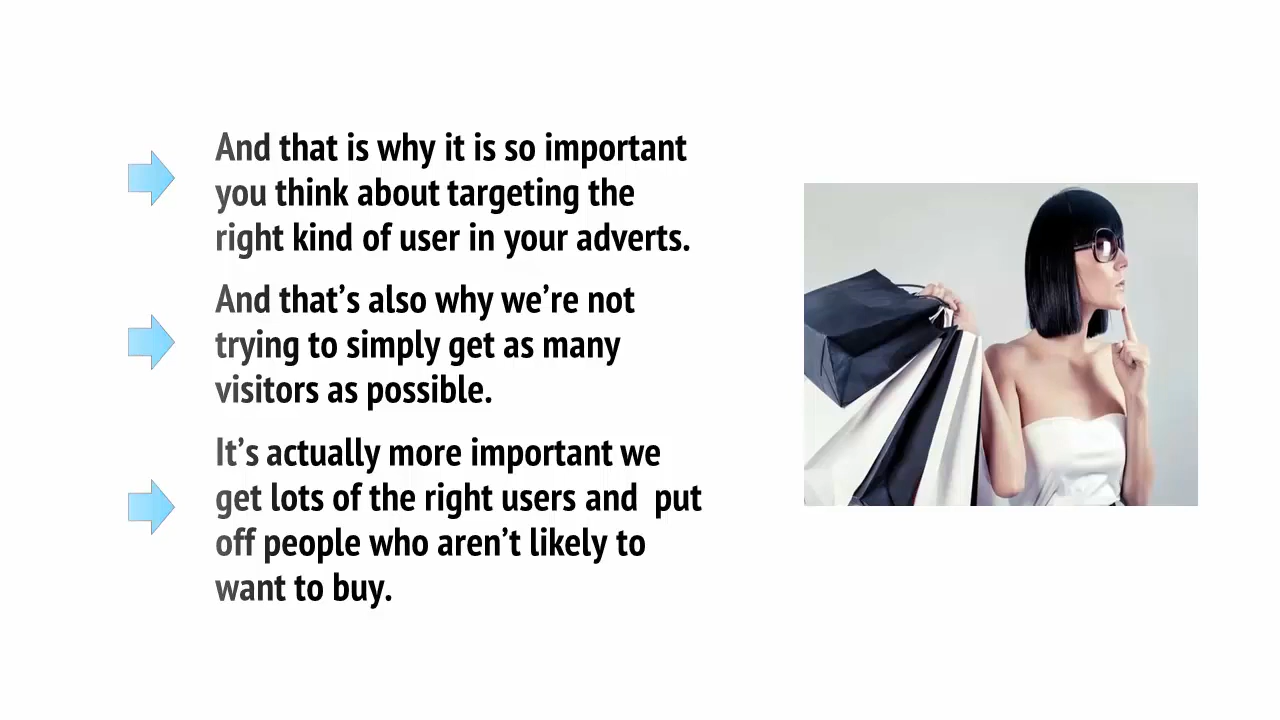 And that is why it is so important
you think about targeting the
right kind of user in your adverts.
And that’s also why we’re not
trying to simply get as many
visitors as possible.
It’s actually more important we
get lots of the right users and  put
off people who aren’t likely to
want to buy.